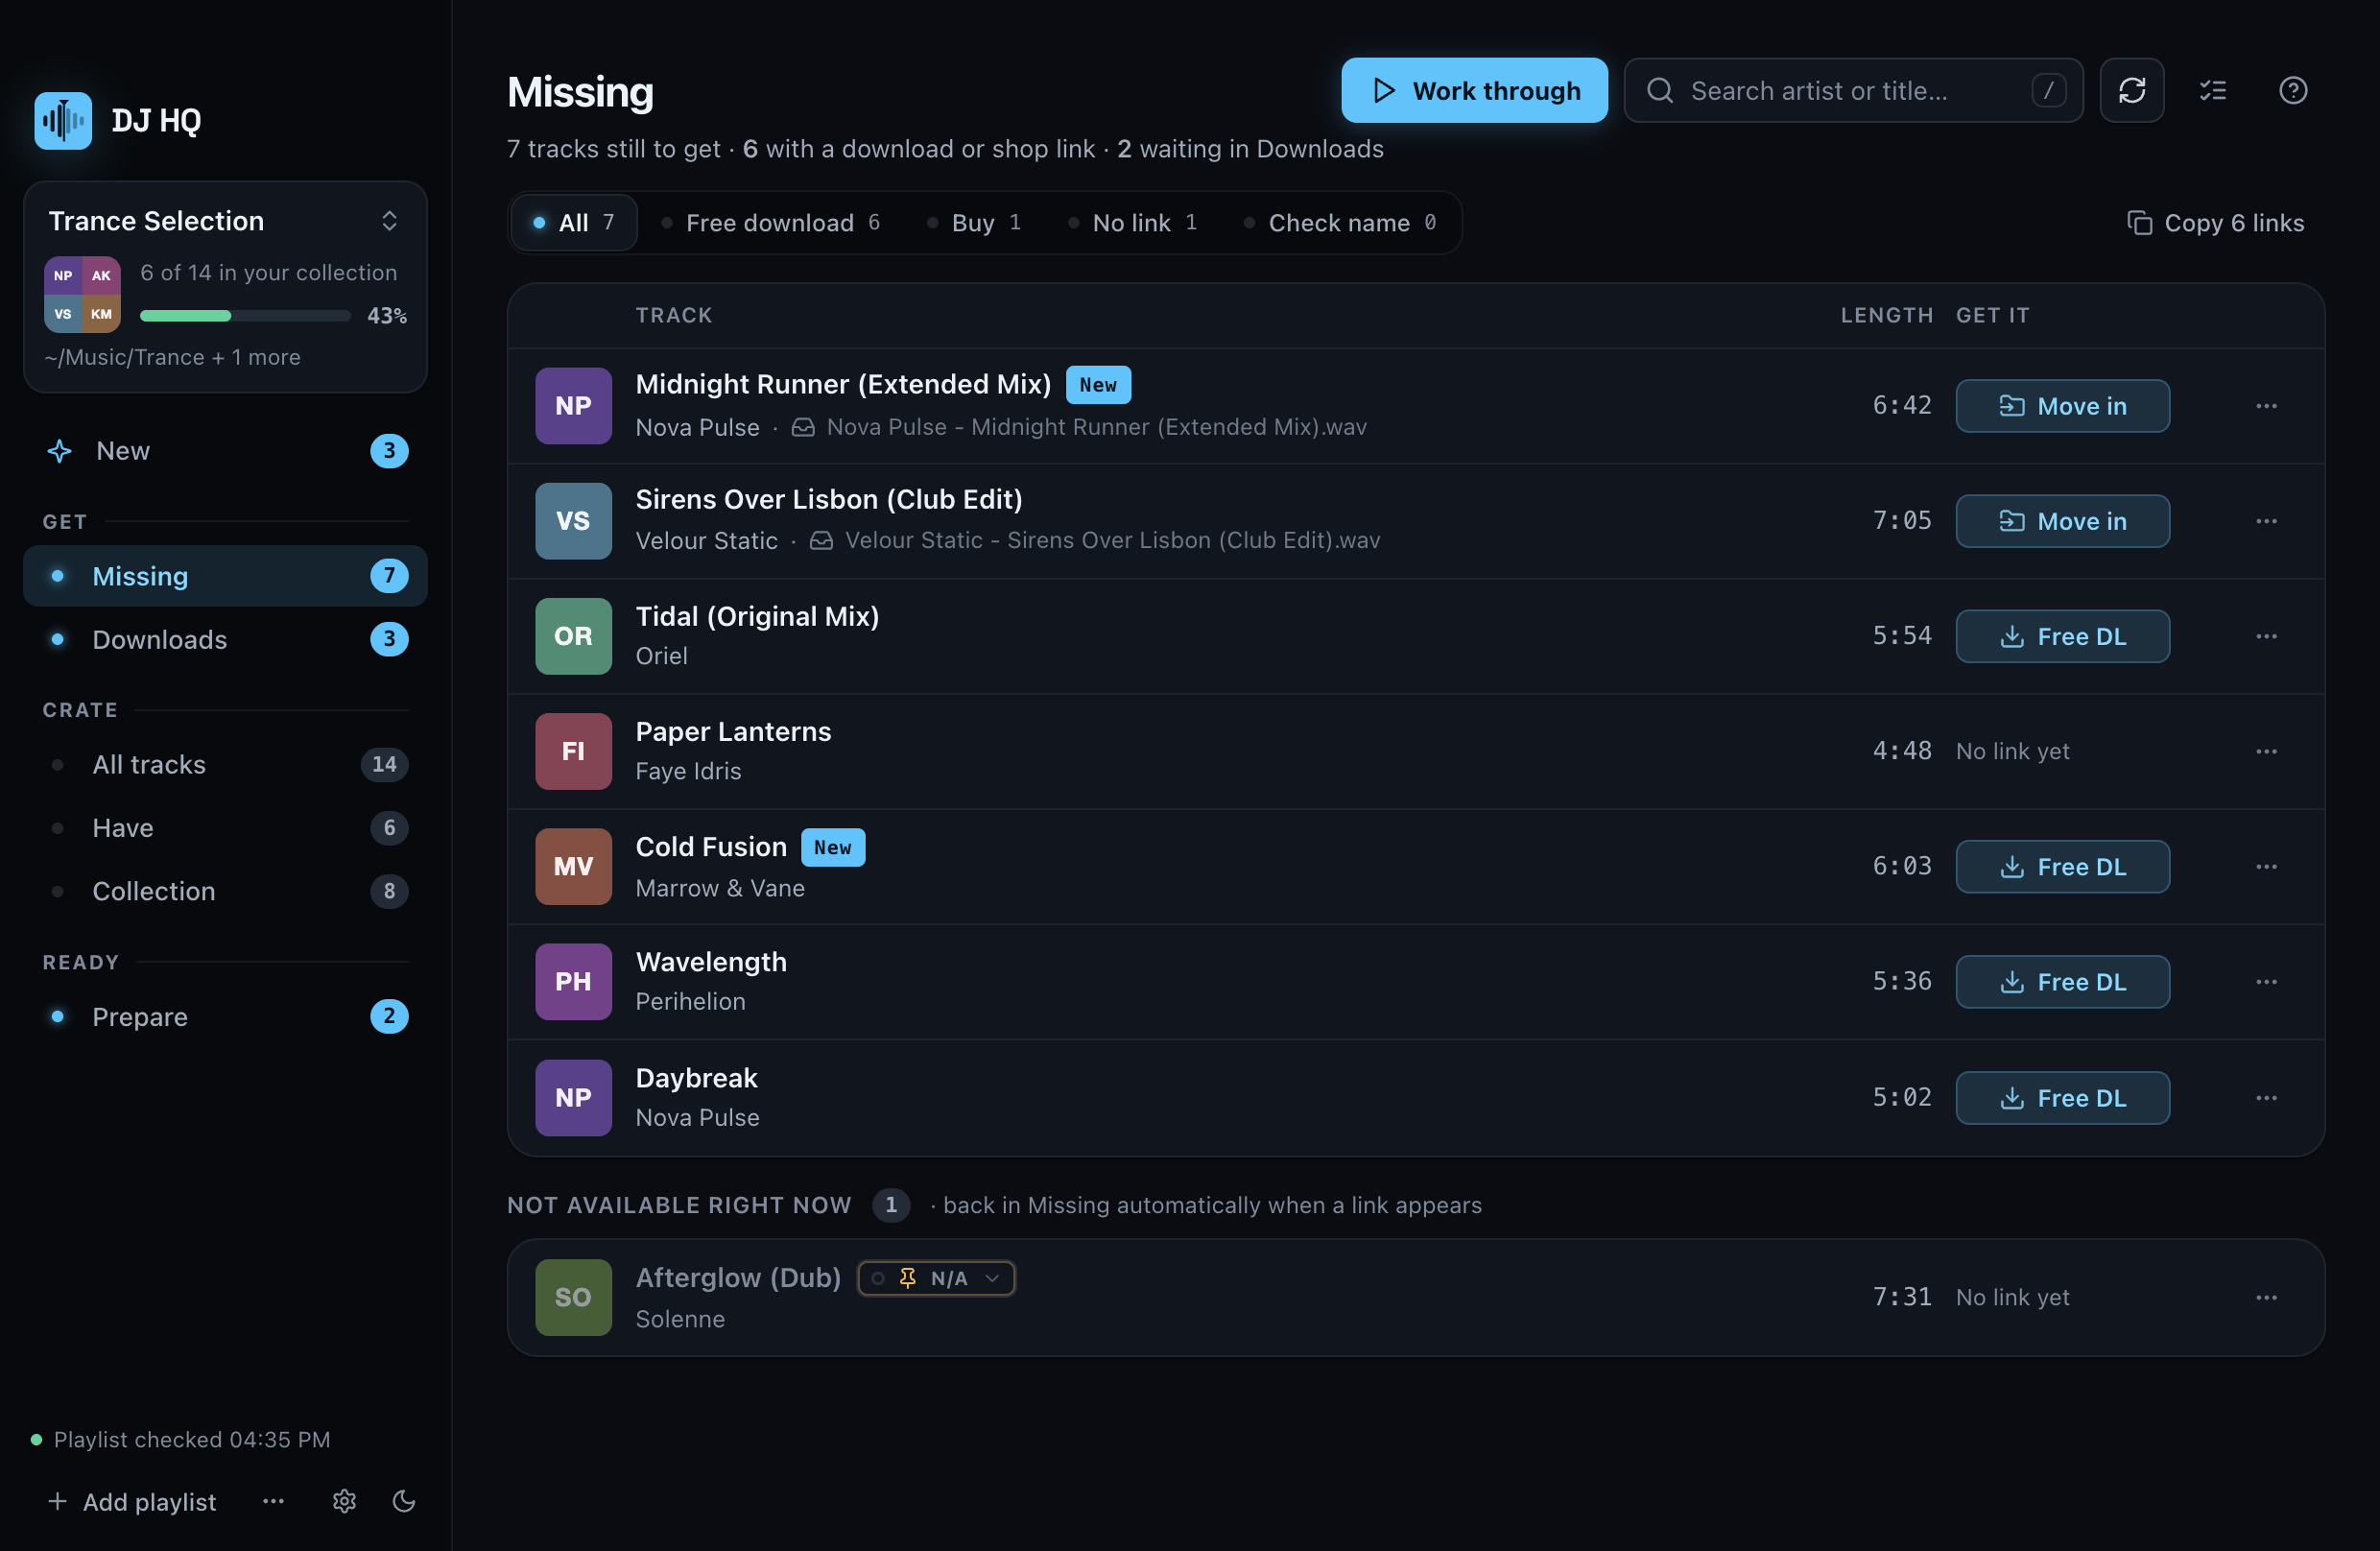 DJ HQ
Trance Selection
NP AK
VS KM
6 of 14 in your collection
43%
~/Music/Trance + 1 more
New 3
GET
Missing 7
Downloads 3
CRATE
All tracks 14
Have 6
Collection 8
READY
Prepare 2
Playlist checked 04:35 PM
Add playlist
Missing
Work through
Search artist or title...
/
?
7 tracks still to get · 6 with a download or shop link · 2 waiting in Downloads
All 7 Free download 6 Buy 1 No link 1 Check name 0
Copy 6 links
TRACK LENGTH GET IT
NP
Midnight Runner (Extended Mix) New
Nova Pulse · Nova Pulse - Midnight Runner (Extended Mix).wav
6:42 Move in
VS
Sirens Over Lisbon (Club Edit)
Velour Static · Velour Static - Sirens Over Lisbon (Club Edit).wav
7:05 Move in
OR
Tidal (Original Mix)
Oriel
5:54 Free DL
FI
Paper Lanterns
Faye Idris
4:48 No link yet
MV
Cold Fusion New
Marrow & Vane
6:03 Free DL
PH
Wavelength
Perihelion
5:36 Free DL
NP
Daybreak
Nova Pulse
5:02 Free DL
NOT AVAILABLE RIGHT NOW 1 · back in Missing automatically when a link appears
SO
Afterglow (Dub) N/A
Solenne
7:31 No link yet